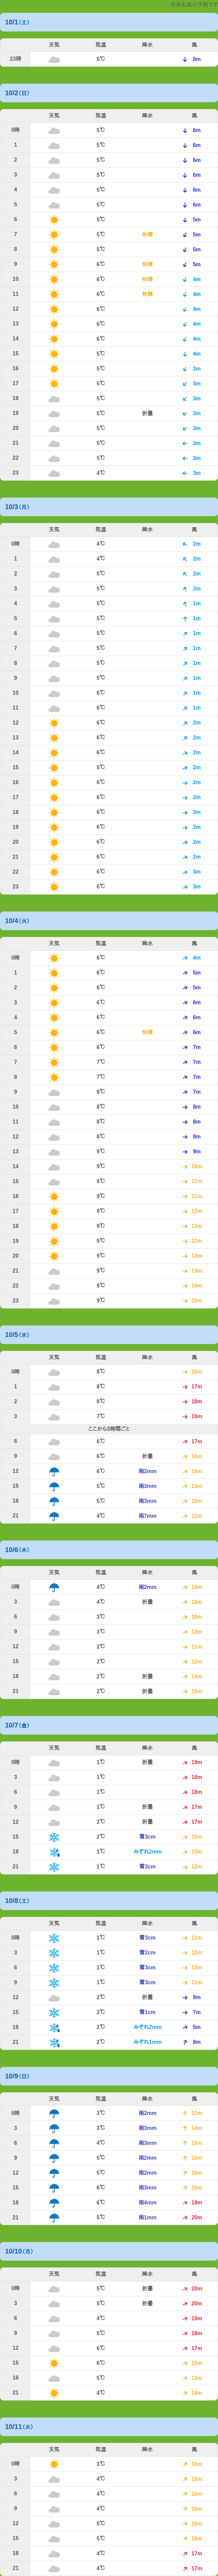 ※表示温の予報です
10/1（土）
天気 気温 降水 風
23時 5℃ 6m
10/2（日）
天気 気温 降水 風
0時 5℃ 6m
1 5℃ 6m
2 5℃ 6m
3 5℃ 6m
4 5℃ 6m
5 5℃ 6m
6 5℃ 5m
7 5℃ 快晴 5m
8 5℃ 5m
9 6℃ 快晴 5m
10 6℃ 快晴 4m
11 6℃ 快晴 4m
12 6℃ 4m
13 6℃ 4m
14 6℃ 4m
15 5℃ 4m
16 5℃ 3m
17 5℃ 3m
18 5℃ 3m
19 5℃ 折畳 3m
20 5℃ 3m
21 5℃ 3m
22 5℃ 3m
23 4℃ 3m
10/3（月）
天気 気温 降水 風
0時 4℃ 2m
1 4℃ 2m
2 5℃ 2m
3 5℃ 2m
4 5℃ 1m
5 5℃ 1m
6 5℃ 1m
7 5℃ 1m
8 5℃ 1m
9 5℃ 1m
10 6℃ 1m
11 6℃ 1m
12 6℃ 2m
13 6℃ 2m
14 6℃ 2m
15 5℃ 2m
16 5℃ 2m
17 6℃ 2m
18 6℃ 3m
19 6℃ 2m
20 6℃ 2m
21 6℃ 2m
22 6℃ 3m
23 6℃ 3m
10/4（火）
天気 気温 降水 風
0時 6℃ 4m
1 6℃ 5m
2 6℃ 5m
3 6℃ 6m
4 6℃ 6m
5 6℃ 快晴 6m
6 6℃ 7m
7 7℃ 7m
8 7℃ 7m
9 8℃ 7m
10 8℃ 8m
11 8℃ 8m
12 8℃ 8m
13 9℃ 9m
14 9℃ 10m
15 9℃ 11m
16 9℃ 11m
17 9℃ 12m
18 9℃ 12m
19 9℃ 12m
20 9℃ 13m
21 9℃ 13m
22 9℃ 14m
23 9℃ 15m
10/5（水）
天気 気温 降水 風
0時 8℃ 16m
1 8℃ 17m
2 8℃ 18m
3 7℃ 19m
ここから3時間ごと
6 6℃ 17m
9 6℃ 折畳 16m
12 6℃ 雨2mm 15m
15 5℃ 雨3mm 13m
18 5℃ 雨3mm 10m
21 4℃ 雨7mm 12m
10/6（木）
天気 気温 降水 風
0時 4℃ 雨2mm 14m
3 4℃ 折畳 15m
6 3℃ 16m
9 3℃ 13m
12 2℃ 11m
15 2℃ 12m
18 2℃ 折畳 14m
21 2℃ 折畳 16m
10/7（金）
天気 気温 降水 風
0時 1℃ 折畳 19m
3 1℃ 18m
6 1℃ 18m
9 1℃ 折畳 17m
12 2℃ 折畳 17m
15 2℃ 雪3cm 15m
18 1℃ みぞれ2mm 13m
21 1℃ 雪3cm 12m
10/8（土）
天気 気温 降水 風
0時 1℃ 雪3cm 12m
3 1℃ 雪2cm 12m
6 1℃ 雪3cm 13m
9 1℃ 雪3cm 11m
12 2℃ 折畳 9m
15 2℃ 雪1cm 7m
18 2℃ みぞれ2mm 5m
21 2℃ みぞれ1mm 8m
10/9（日）
天気 気温 降水 風
0時 3℃ 雨2mm 12m
3 3℃ 雨3mm 14m
6 4℃ 雨3mm 15m
9 5℃ 雨2mm 16m
12 5℃ 雨2mm 16m
15 6℃ 雨3mm 16m
18 6℃ 雨4mm 19m
21 5℃ 雨1mm 20m
10/10（月）
天気 気温 降水 風
0時 5℃ 折畳 20m
3 5℃ 折畳 20m
6 4℃ 19m
9 5℃ 18m
12 6℃ 17m
15 6℃ 15m
18 5℃ 12m
21 4℃ 14m
10/11（火）
天気 気温 降水 風
0時 3℃ 15m
3 4℃ 16m
6 4℃ 16m
9 4℃ 16m
12 5℃ 16m
15 5℃ 16m
18 4℃ 17m
21 4℃ 17m